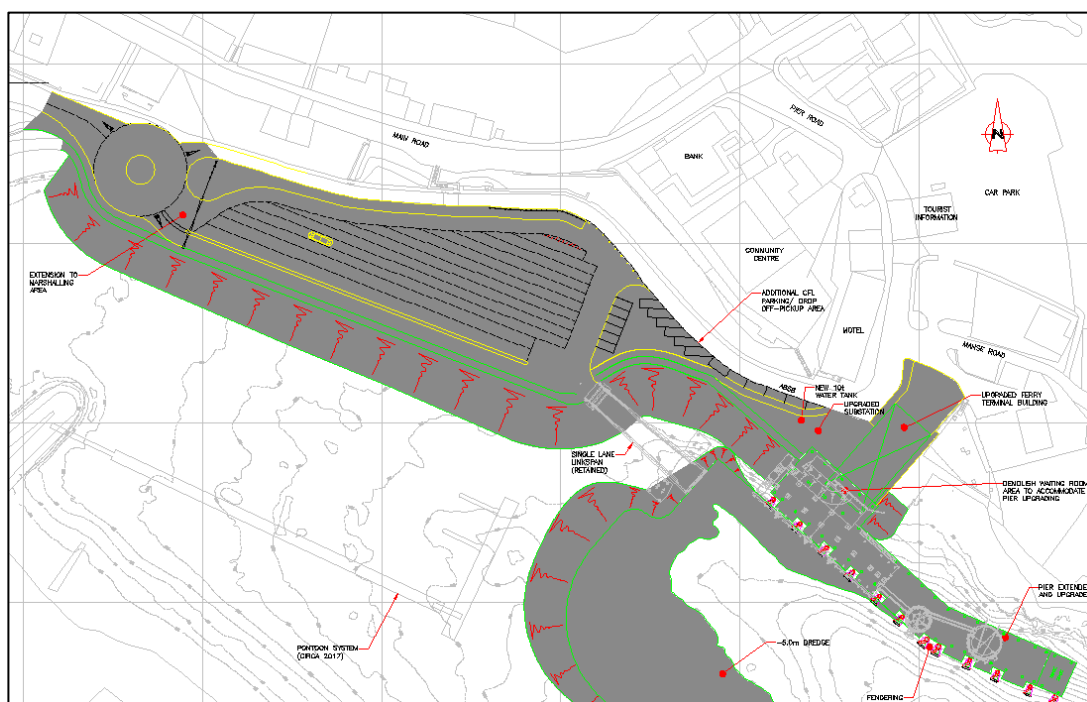 MAIN ROAD
PIER ROAD
BANK
N
CAR PARK
TOURIST
INFORMATION
COMMUNITY
CENTRE
EXTENSION TO
MARSHALLING
AREA
ADDITIONAL CFL
PARKING/ DROP
OFF-PICKUP AREA
MOTEL
MANSE ROAD
NEW 10t
WATER TANK
UPGRADED
SUBSTATION
UPGRADED FERRY
TERMINAL BUILDING
SINGLE LANE
LINKSPAN
(RETAINED)
DEMOLISH WAITING ROOM
AREA TO ACCOMMODATE
PIER UPGRADING
PIER EXTENDE
AND UPGRADE
PONTOON SYSTEM
(CIRCA 2017)
-5.0m DREDGE
FENDERING